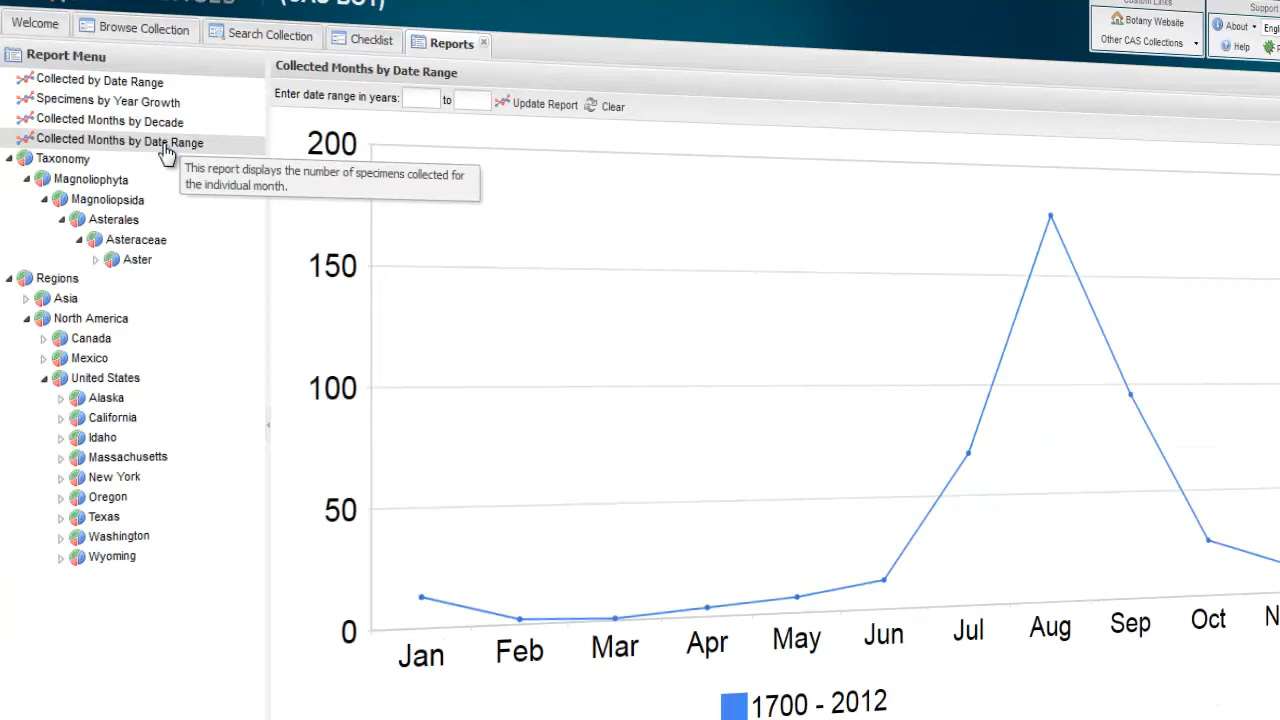 (CAS-BOT)
Custom Links
Support
Botany Website
About
Other CAS Collections
Help
Welcome
Browse Collection
Search Collection
Checklist
Reports
Report Menu
Collected by Date Range
Specimens by Year Growth
Collected Months by Decade
Collected Months by Date Range
Taxonomy
Magnoliophyta
Magnoliopsida
Asterales
Asteraceae
Aster
Regions
Asia
North America
Canada
Mexico
United States
Alaska
California
Idaho
Massachusetts
New York
Oregon
Texas
Washington
Wyoming
Collected Months by Date Range
Enter date range in years: to Update Report Clear
This report displays the number of specimens collected for
the individual month.
200
150
100
50
0
Jan Feb Mar Apr May Jun Jul Aug Sep Oct
1700 - 2012